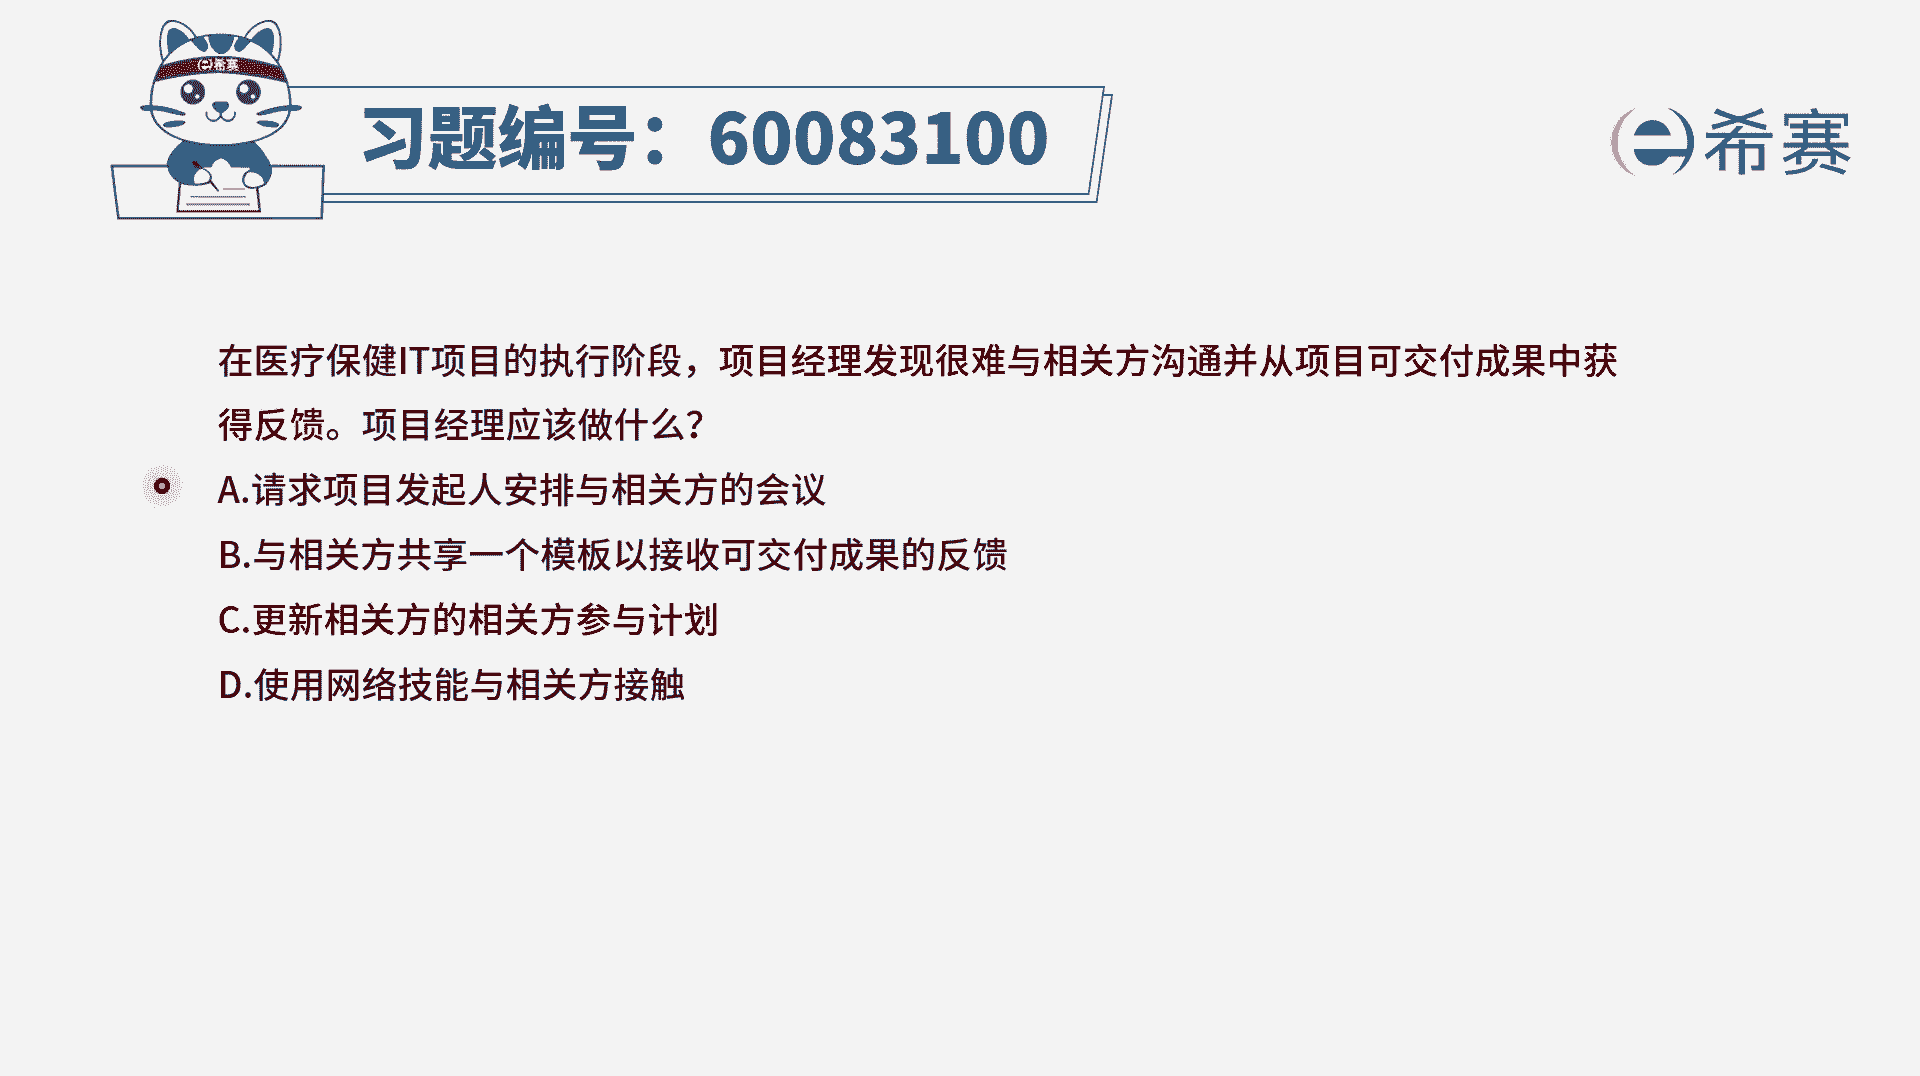 e希赛
习题编号：60083100
e希赛
在医疗保健IT项目的执行阶段，项目经理发现很难与相关方沟通并从项目可交付成果中获
得反馈。项目经理应该做什么？
A.请求项目发起人安排与相关方的会议
B.与相关方共享一个模板以接收可交付成果的反馈
C.更新相关方的相关方参与计划
D.使用网络技能与相关方接触